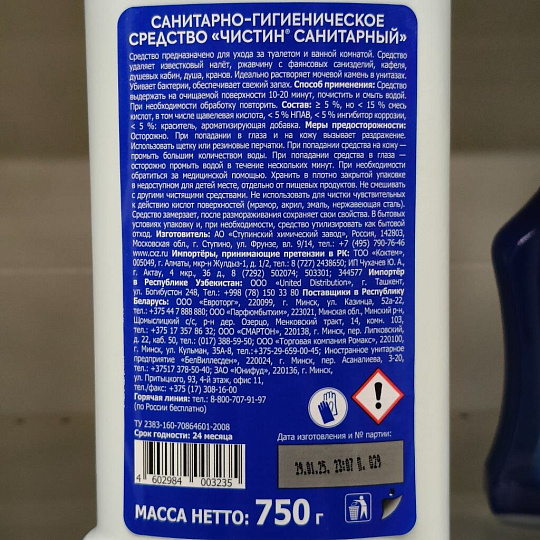 САНИТАРНО-ГИГИЕНИЧЕСКОЕ
СРЕДСТВО «ЧИСТИН® САНИТАРНЫЙ»
Средство предназначено для ухода за туалетом и ванной комнатой. Средство
удаляет известковый налёт, ржавчину с фаянсовых санизделий, кафеля,
душевых кабин, душа, кранов. Идеально растворяет мочевой камень в унитазах.
Убивает бактерии, обеспечивает свежий запах. Способ применения: Средство
выдержать на очищаемой поверхности 10-20 минут, почистить и смыть водой.
При необходимости обработку повторить. Состав: ≥ 5 %, но < 15 % смесь
кислот, в том числе щавелевая кислота, < 5 % НПАВ, < 5 % ингибитор коррозии,
< 5 %: краситель, ароматизирующая добавка. Меры предосторожности:
Осторожно. При попадании в глаза и на кожу вызывает раздражение.
Использовать щетку или резиновые перчатки. При попадании средства на кожу —
промыть большим количеством воды. При попадании средства в глаза —
осторожно промыть водой в течение нескольких минут. При необходимости
обратиться за медицинской помощью. Хранить в плотно закрытой упаковке
в недоступном для детей месте, отдельно от пищевых продуктов. Не смешивать
с другими чистящими средствами. Не использовать для чистки чувствительных
к действию кислот поверхностей (мрамор, акрил, эмаль, нержавеющая сталь).
Средство замерзает, после размораживания сохраняет свои свойства. В бытовых
условиях упаковку и, при необходимости, средство утилизировать как бытовой
отход. Изготовитель: АО «Ступинский химический завод», Россия, 142803,
Московская обл., г. Ступино, ул. Фрунзе, вл. 9/14, тел.: +7 (495) 790-76-46
www.cxz.ru Импортёры, принимающие претензии в РК: ТОО «Коктем»,
005049, г. Алматы, мкр-н Жулдыз-1, д. 1/2, тел.: 8 (727) 2438650; ИП Чухачев Ю. А.,
г. Актау, 4 мкр., 36 д., 8 (7292) 502074; 503301; 344577 Импортёр
в Республике Узбекистан: ООО «United Distribution», г. Ташкент,
ул. Богибустон 248, Тел.: +998 (78) 150 33 80 Поставщики в Республику
Беларусь: ООО «Евроторг», 220099, г. Минск, ул. Казинца, 52а-22,
тел.: +375 44 7 888 880; ООО «Парфюмбытхим», 223021, Минская обл., Минский р-н,
Щомыслицкий с/с, р-н дер. Озерцо, Менковский тракт, 14, ком. 103,
тел.: +375 17 357 86 32; ООО «СМАРТОН» 220138, г. Минск, пер. Липковский,
д. 22, каб. 50, тел.: (017) 388-59-50; ООО «Торговая компания Ромакс», 220100,
г. Минск, ул. Кульман, 35А-8, тел.:+375-29-659-00-45; Иностранное унитарное
предприятие «БелВиллесден», 220024, г. Минск, пер. Асаналиева, 3-20,
тел.: +37517 378-50-40; ЗАО «Юнифуд», 220136, г. Минск,
ул. Притыцкого, 93, 4-й этаж, офис 11,
тел./факс: +375 (17) 308-16-00
Горячая линия: тел.: 8-800-707-91-97
(по России бесплатно)
ТУ 2383-160-70864601-2008
Срок годности: 24 месяца
Дата изготовления и № партии:
29.01.25. 23:07 0. 029
4 602984 003235
МАССА НЕТТО: 750 г